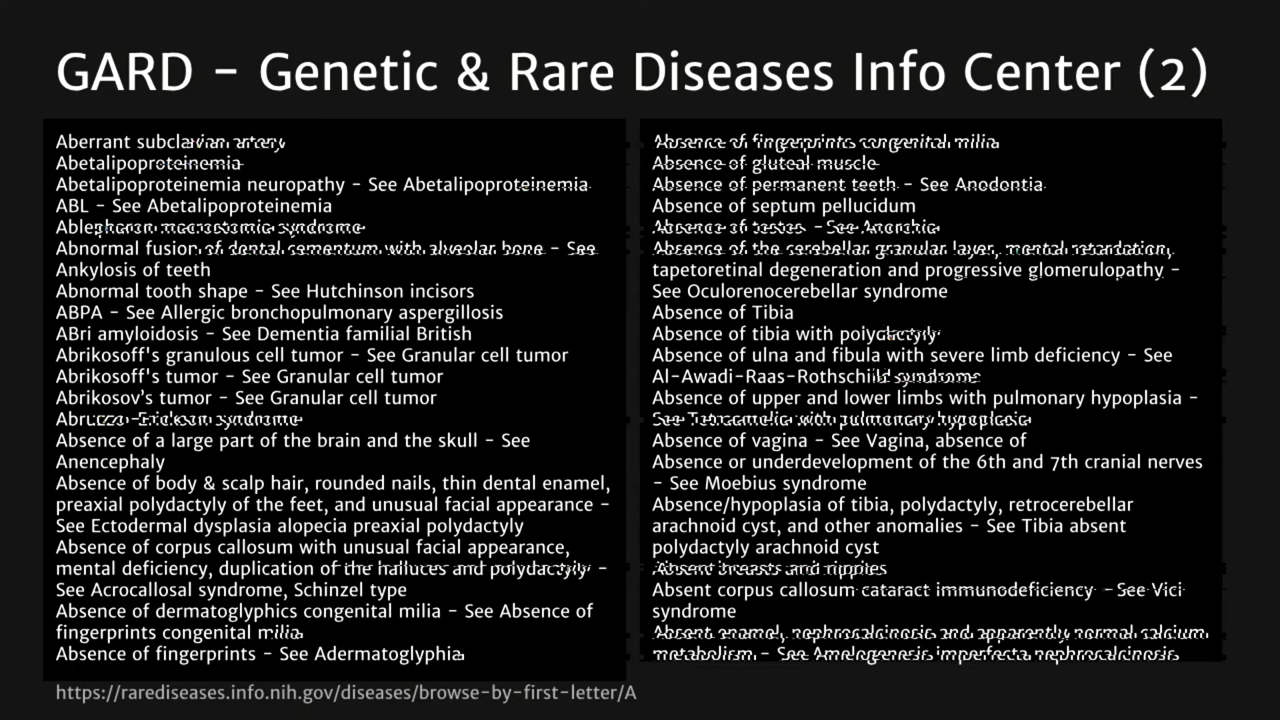 GARD - Genetic & Rare Diseases Info Center (2)
Aberrant subclavian artery
Abetalipoproteinemia
Abetalipoproteinemia neuropathy - See Abetalipoproteinemia
ABL - See Abetalipoproteinemia
Ablepharon macrostomia syndrome
Abnormal fusion of dental cementum with alveolar bone - See
Ankylosis of teeth
Abnormal tooth shape - See Hutchinson incisors
ABPA - See Allergic bronchopulmonary aspergillosis
ABri amyloidosis - See Dementia familial British
Abrikosoff's granulous cell tumor - See Granular cell tumor
Abrikosoff's tumor - See Granular cell tumor
Abrikosov's tumor - See Granular cell tumor
Abruzzo-Erickson syndrome
Absence of a large part of the brain and the skull - See
Anencephaly
Absence of body & scalp hair, rounded nails, thin dental enamel,
preaxial polydactyly of the feet, and unusual facial appearance -
See Ectodermal dysplasia alopecia preaxial polydactyly
Absence of corpus callosum with unusual facial appearance,
mental deficiency, duplication of the halluces and polydactyly -
See Acrocallosal syndrome, Schinzel type
Absence of dermatoglyphics congenital milia - See Absence of
fingerprints congenital milia
Absence of fingerprints - See Adermatoglyphia
Absence of fingerprints congenital milia
Absence of gluteal muscle
Absence of permanent teeth - See Anodontia
Absence of septum pellucidum
Absence of testes - See Anorchia
Absence of the cerebellar granular layer, mental retardation,
tapetoretinal degeneration and progressive glomerulopathy -
See Oculorenocerebellar syndrome
Absence of Tibia
Absence of tibia with polydactyly
Absence of ulna and fibula with severe limb deficiency - See
Al-Awadi-Raas-Rothschild syndrome
Absence of upper and lower limbs with pulmonary hypoplasia -
See Tetraamelia with pulmonary hypoplasia
Absence of vagina - See Vagina, absence of
Absence or underdevelopment of the 6th and 7th cranial nerves
- See Moebius syndrome
Absence/hypoplasia of tibia, polydactyly, retrocerebellar
arachnoid cyst, and other anomalies - See Tibia absent
polydactyly arachnoid cyst
Absent breasts and nipples
Absent corpus callosum cataract immunodeficiency - See Vici
syndrome
Absent enamel, nephrocalcinosis and apparently normal calcium
metabolism - See Amelogenesis imperfecta nephrocalcinosis
https://rarediseases.info.nih.gov/diseases/browse-by-first-letter/A